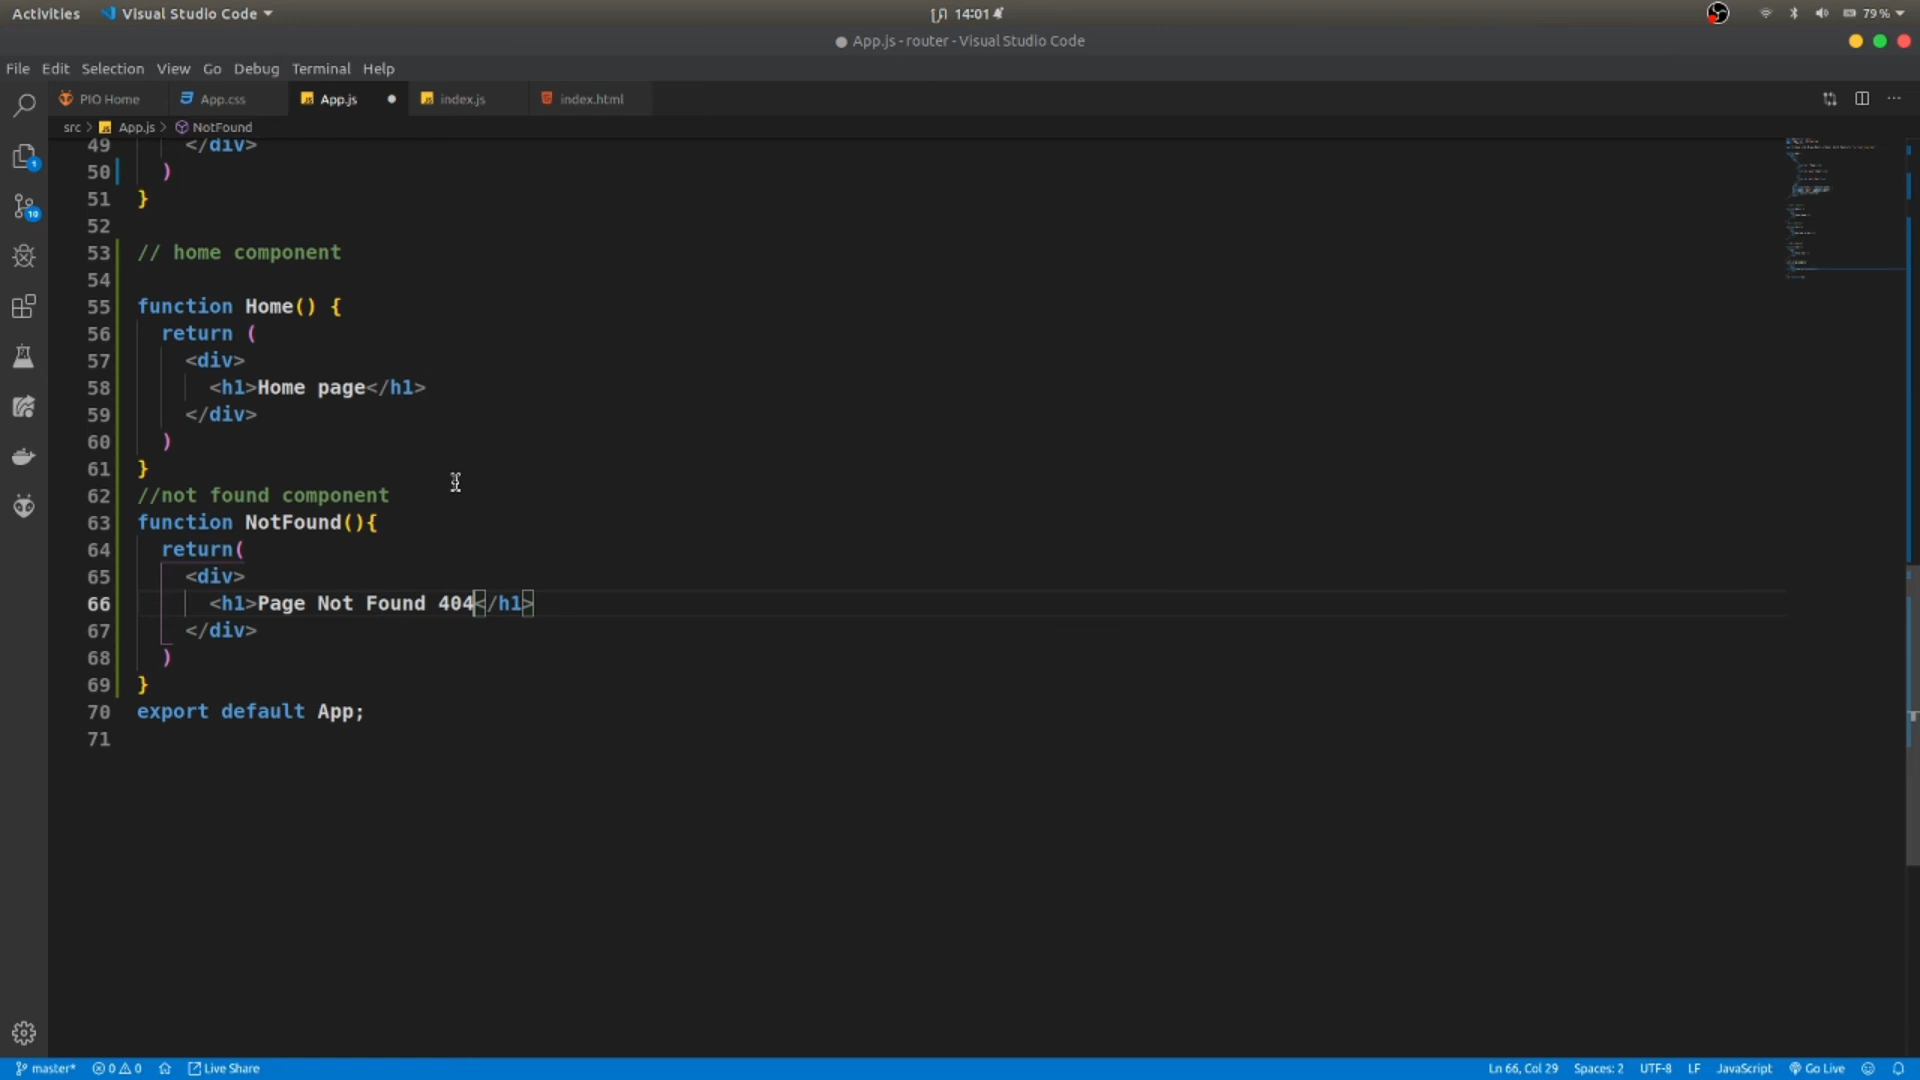 Activities Visual Studio Code 14:01 79 %
App.js - router - Visual Studio Code
File Edit Selection View Go Debug Terminal Help
PIO Home App.css App.js index.js index.html
src > App.js > NotFound
49 </div>
50 )
51 }
52
53 // home component
54
55 function Home() {
56 return (
57 <div>
58 <h1>Home page</h1>
59 </div>
60 )
61 }
62 //not found component
63 function NotFound(){
64 return(
65 <div>
66 <h1>Page Not Found 404</h1>
67 </div>
68 )
69 }
70 export default App;
71
1
10
master* 0 0 Live Share Ln 66, Col 29 Spaces: 2 UTF-8 LF JavaScript Go Live